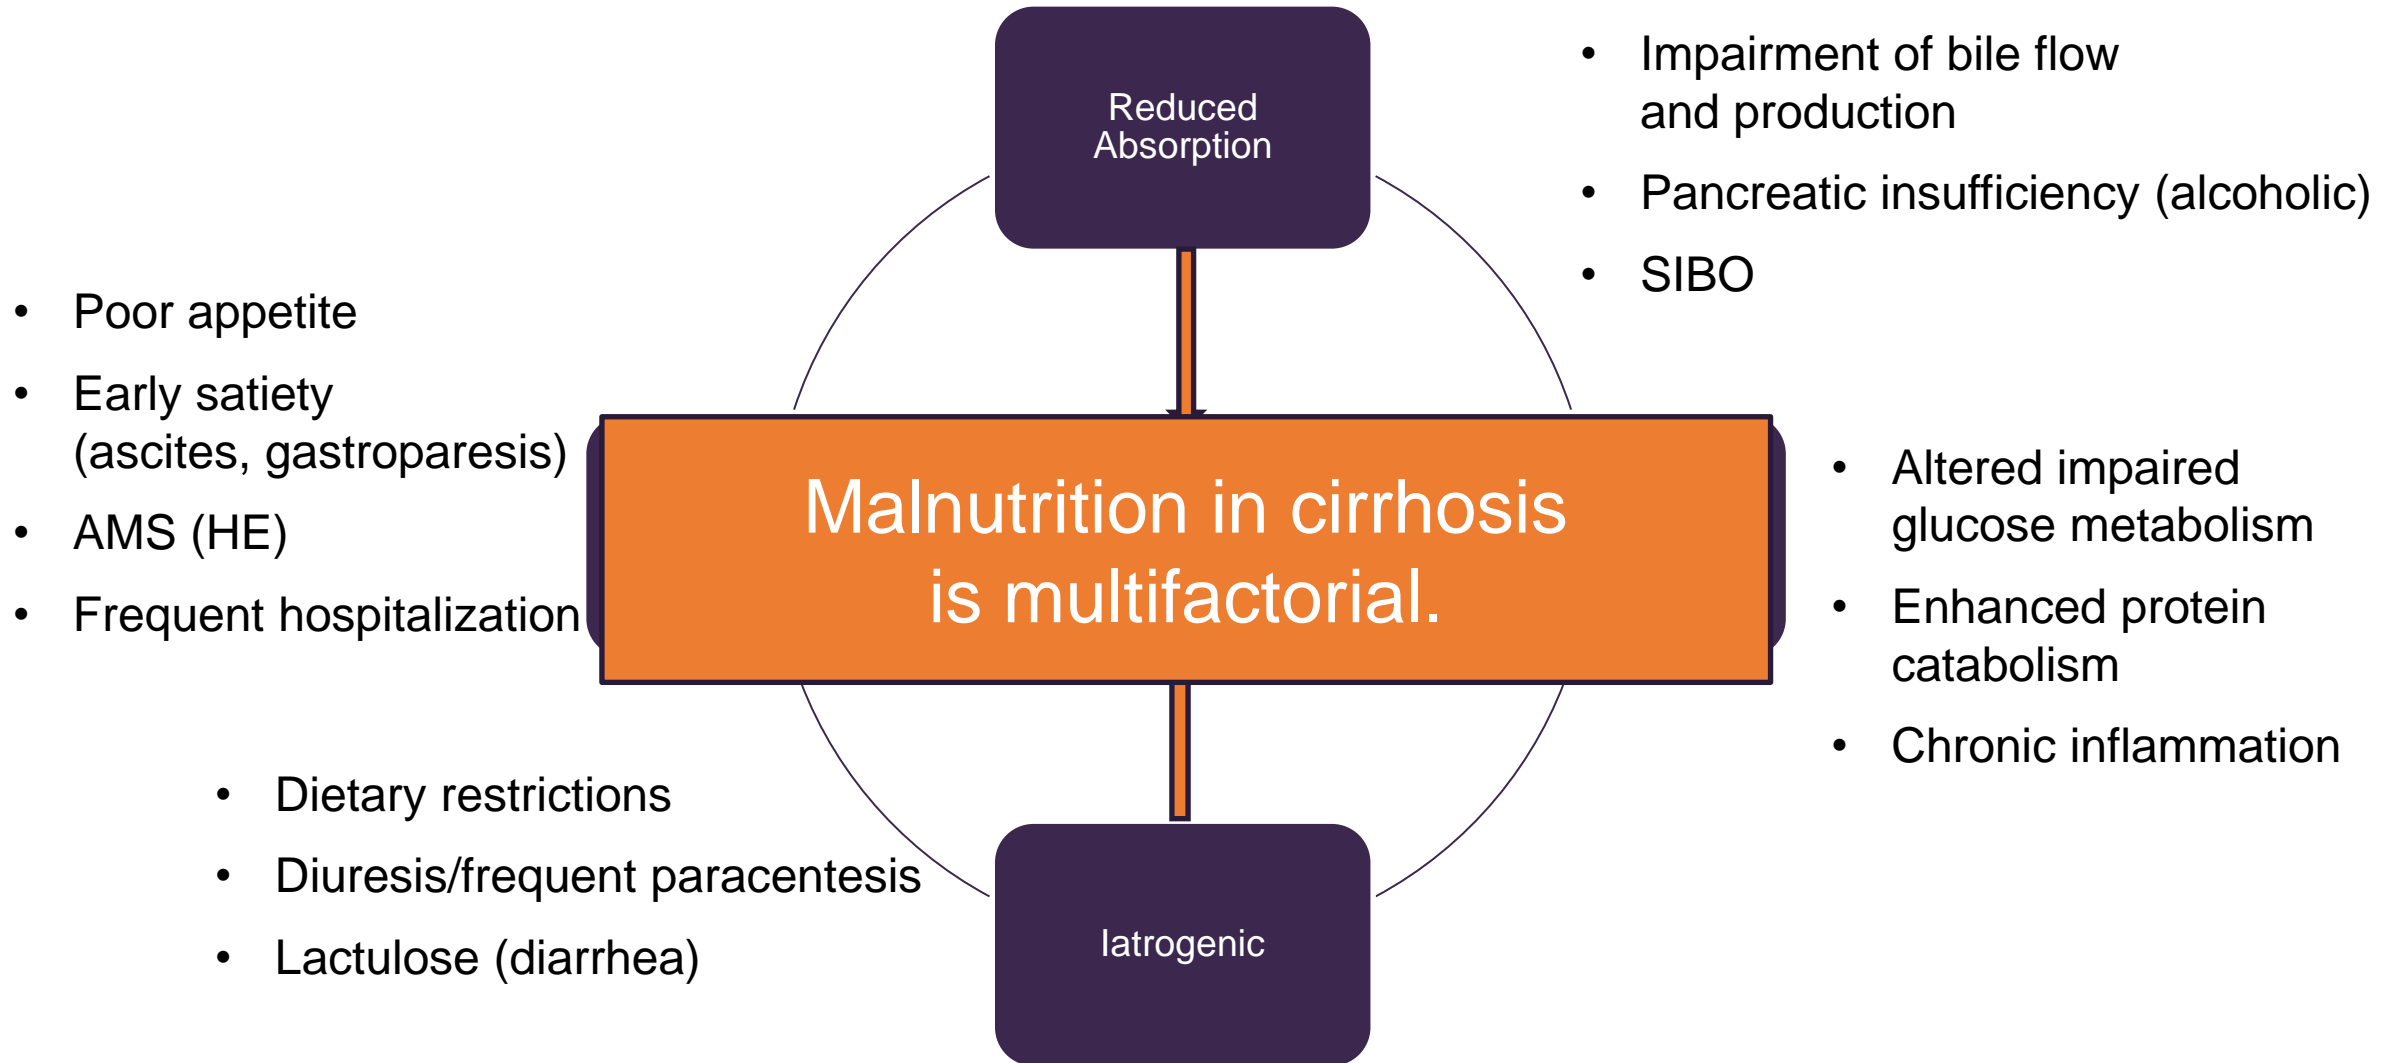 Reduced
Absorption
• Impairment of bile flow
and production
• Pancreatic insufficiency (alcoholic)
• SIBO
• Poor appetite
• Early satiety
(ascites, gastroparesis)
• AMS (HE)
• Frequent hospitalization
Malnutrition in cirrhosis
is multifactorial.
• Altered impaired
glucose metabolism
• Enhanced protein
catabolism
• Chronic inflammation
• Dietary restrictions
• Diuresis/frequent paracentesis
• Lactulose (diarrhea)
Iatrogenic